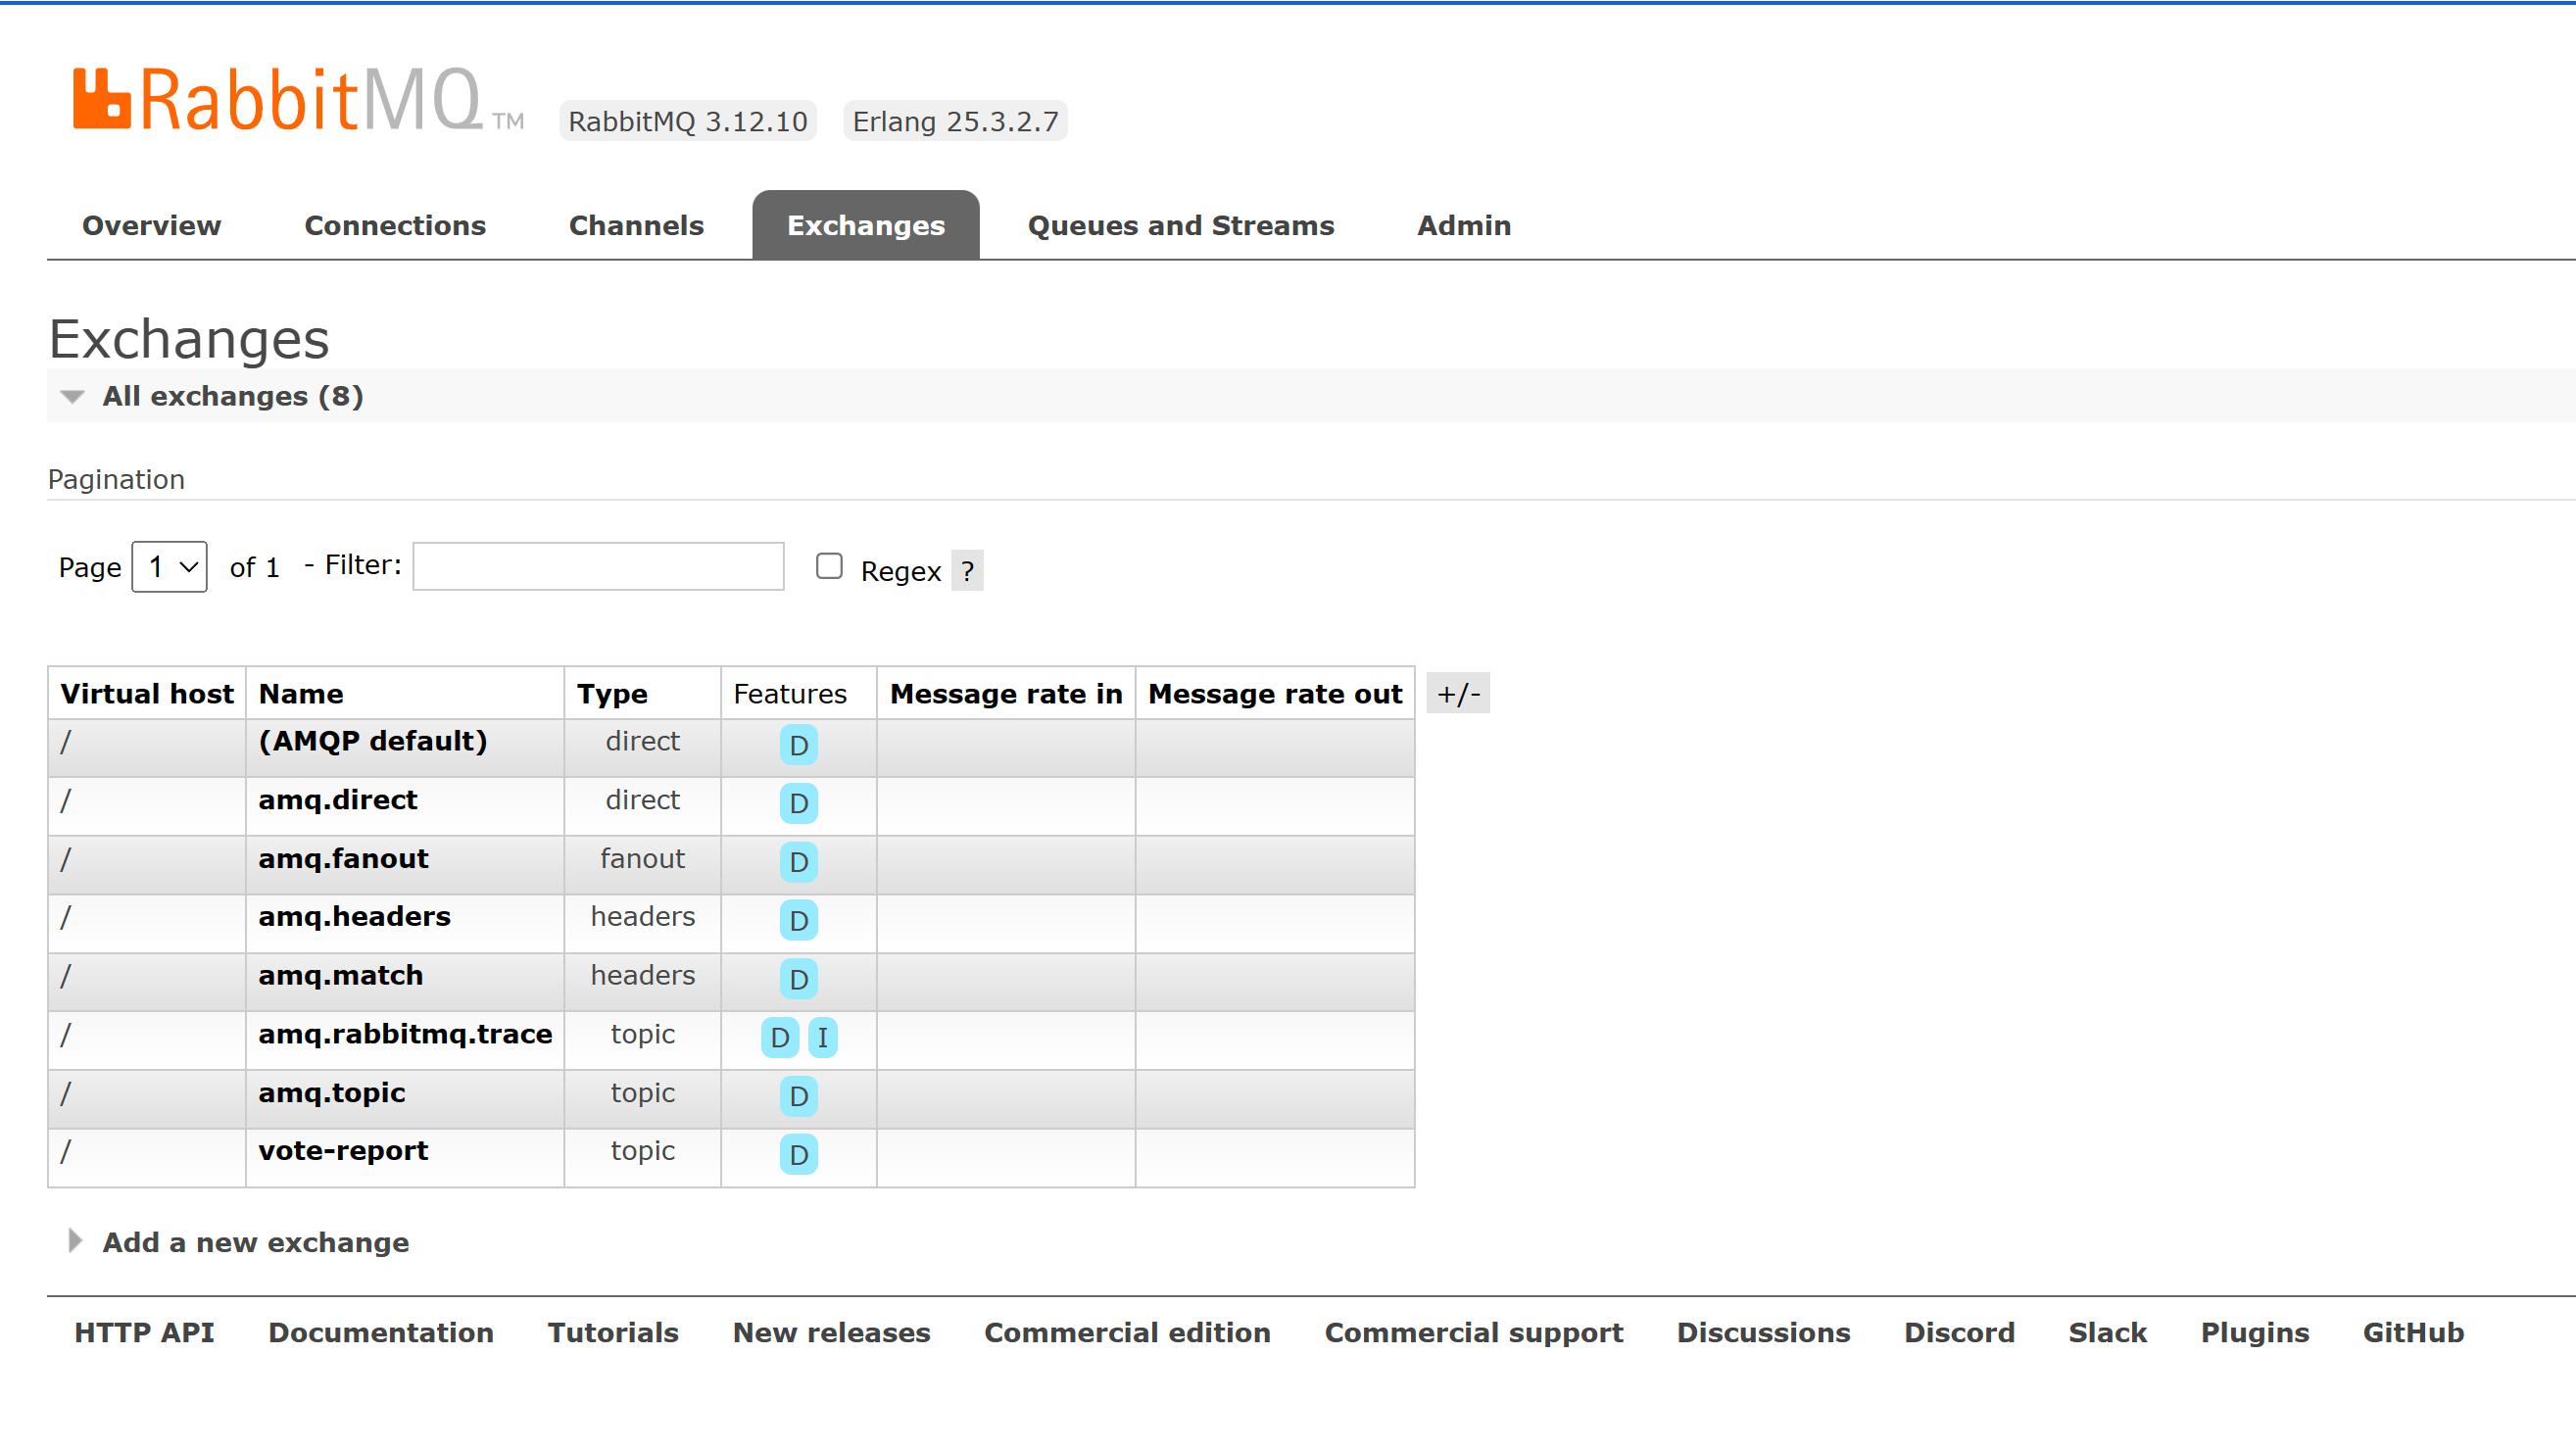 RabbitMQ TM RabbitMQ 3.12.10 Erlang 25.3.2.7
Overview Connections Channels Exchanges Queues and Streams Admin
Exchanges
All exchanges (8)
Pagination
Page 1 of 1 - Filter: Regex ?
Virtual host Name Type Features Message rate in Message rate out +/-
/ (AMQP default) direct D
/ amq.direct direct D
/ amq.fanout fanout D
/ amq.headers headers D
/ amq.match headers D
/ amq.rabbitmq.trace topic D I
/ amq.topic topic D
/ vote-report topic D
Add a new exchange
HTTP API Documentation Tutorials New releases Commercial edition Commercial support Discussions Discord Slack Plugins GitHub